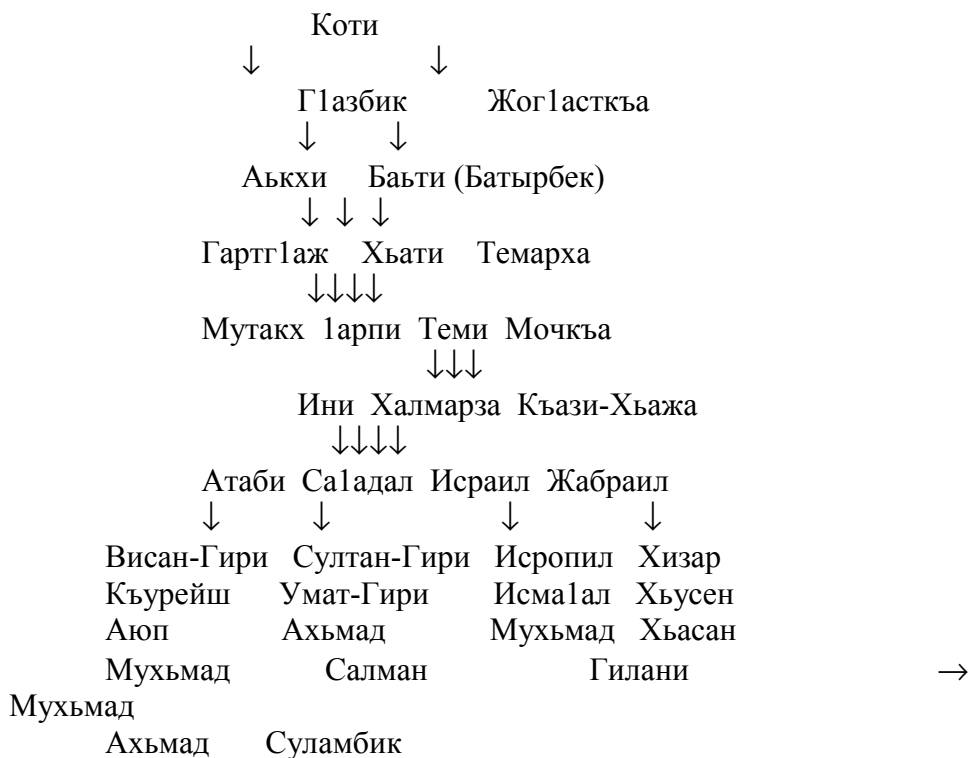 Коти
↓ ↓
Г1азбик Жог1асткъа
↓ ↓
Аькхи Баьти (Батырбек)
↓ ↓ ↓
Гартг1аж Хьати Темарха
↓↓↓↓
Мутакх 1арпи Теми Мочкъа
↓↓↓
Ини Халмарза Къази-Хьажа
↓↓↓↓
Атаби Са1адал Исраил Жабраил
↓ ↓ ↓ ↓
Висан-Гири Султан-Гири Исропил Хизар
Къурейш Умат-Гири Исма1ал Хьусен
Аюп Ахьмад Мухьмад Хьасан
Мухьмад Салман Гилани →
Мухьмад
Ахьмад Суламбик